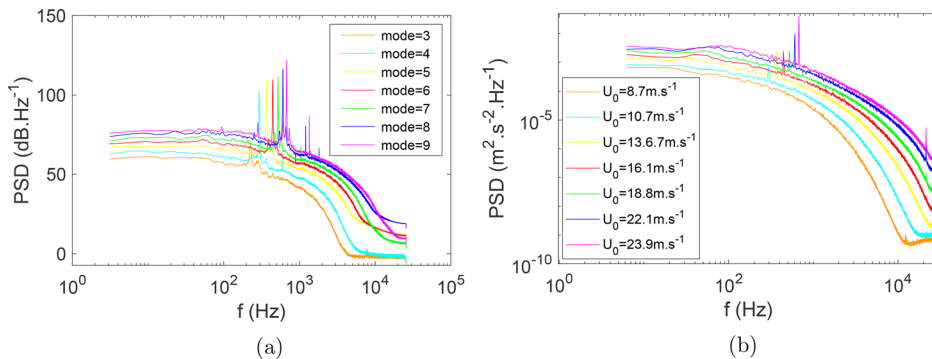 150
100
50
0
PSD (dB.Hz⁻¹)
10⁰ 10¹ 10² 10³ 10⁴ 10⁵
f (Hz)
mode=3
mode=4
mode=5
mode=6
mode=7
mode=8
mode=9
(a)
10⁻⁵
10⁻¹⁰
PSD (m².s⁻².Hz⁻¹)
10⁰ 10² 10⁴
f (Hz)
U₀=8.7m.s⁻¹
U₀=10.7m.s⁻¹
U₀=13.6.7m.s⁻¹
U₀=16.1m.s⁻¹
U₀=18.8m.s⁻¹
U₀=22.1m.s⁻¹
U₀=23.9m.s⁻¹
(b)